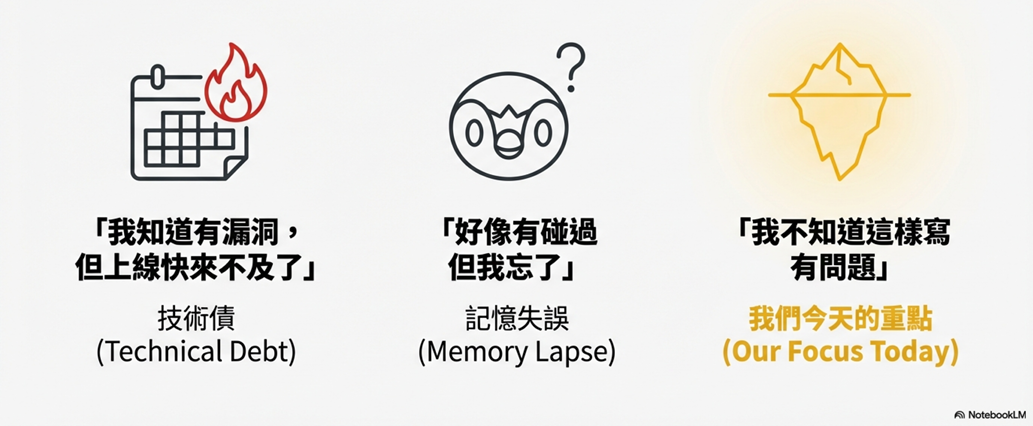 「我知道有漏洞，
但上線快來不及了」
技術債
(Technical Debt)
?
「好像有碰過
但我忘了」
記憶失誤
(Memory Lapse)
「我不知道這樣寫
有問題」
我們今天的重點
(Our Focus Today)
NotebookLM